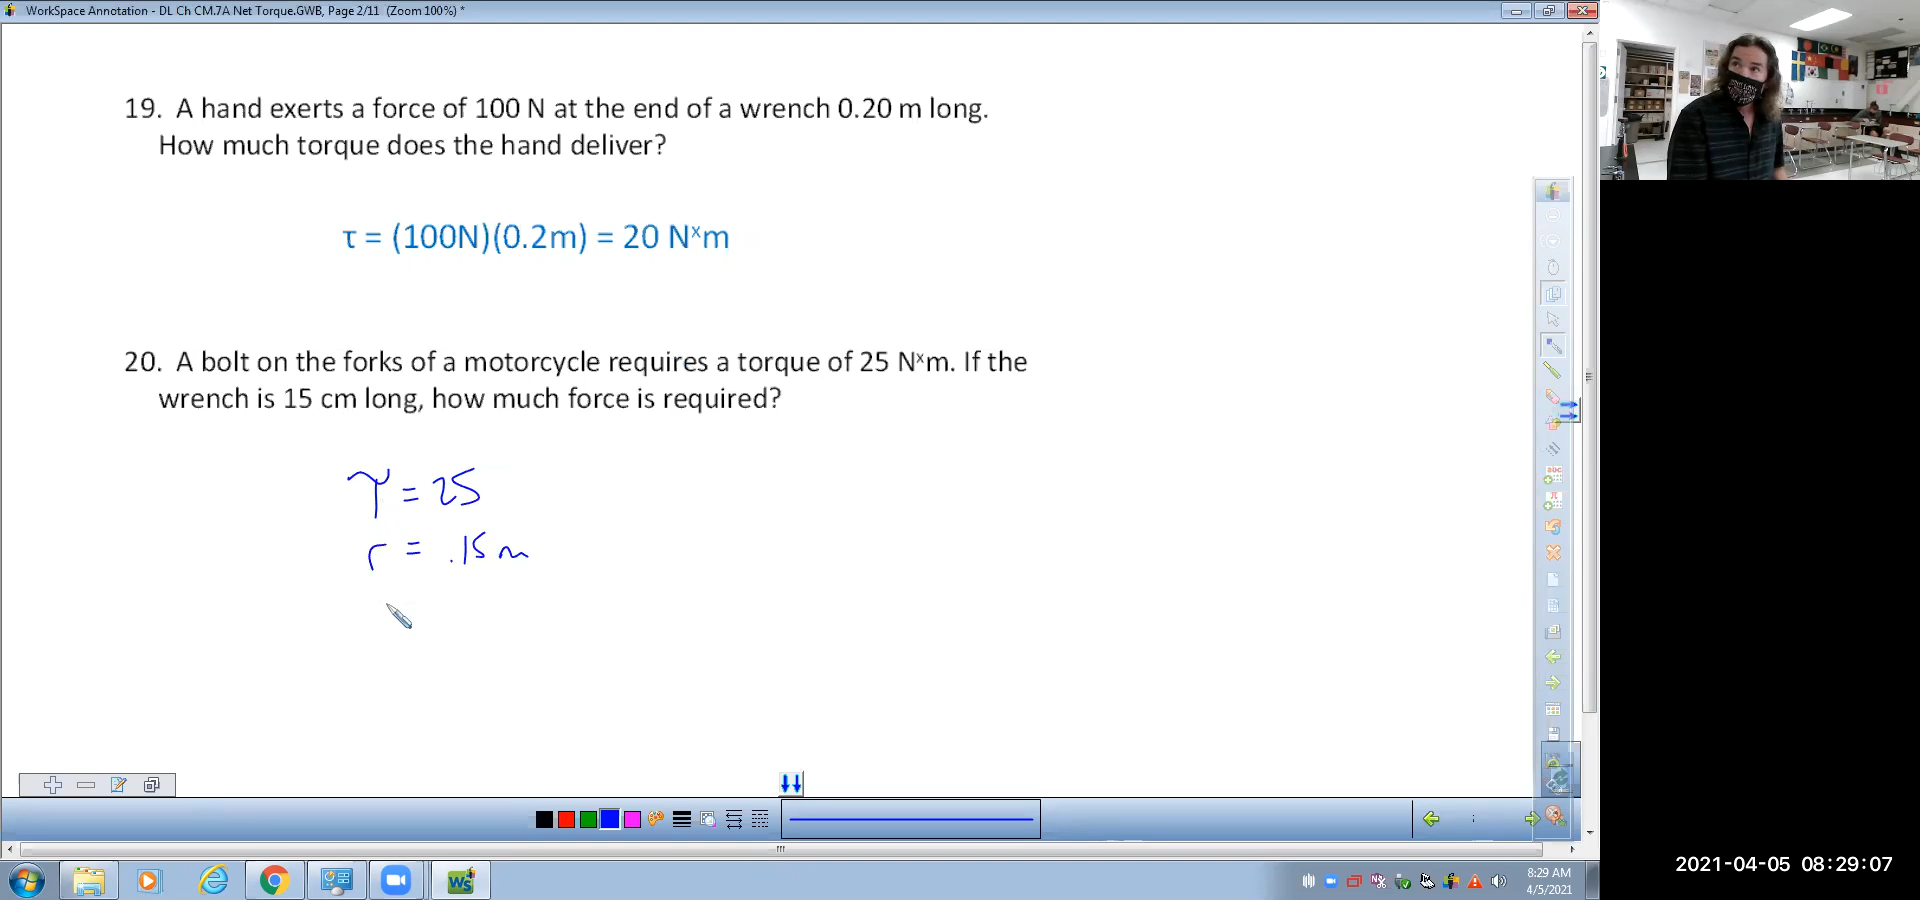 WorkSpace Annotation - DL Ch CM.7A Net Torque.GWB, Page 2/11 (Zoom 100%) *
19. A hand exerts a force of 100 N at the end of a wrench 0.20 m long.
How much torque does the hand deliver?
τ = (100N)(0.2m) = 20 Nˣm
20. A bolt on the forks of a motorcycle requires a torque of 25 Nˣm. If the
wrench is 15 cm long, how much force is required?
τ = 25
r = .15 m
8:29 AM
4/5/2021
2021-04-05 08:29:07